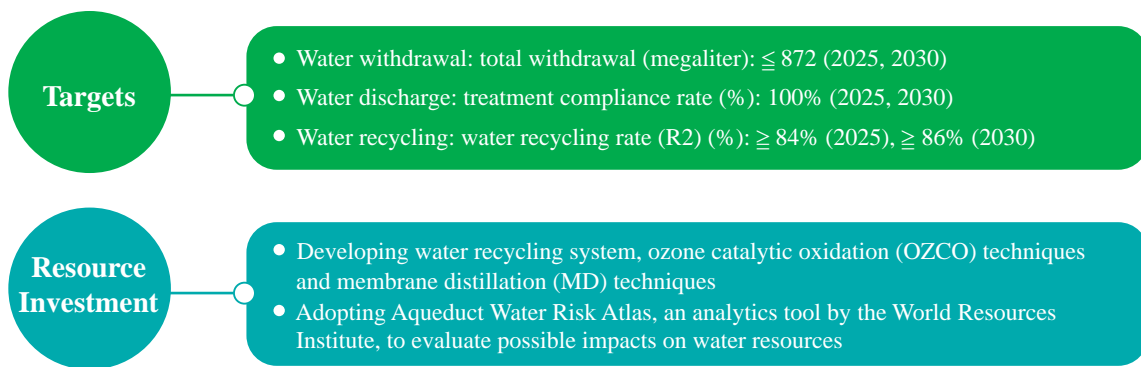 Targets
● Water withdrawal: total withdrawal (megaliter): ≦ 872 (2025, 2030)
● Water discharge: treatment compliance rate (%): 100% (2025, 2030)
● Water recycling: water recycling rate (R2) (%): ≧ 84% (2025), ≧ 86% (2030)
Resource
Investment
● Developing water recycling system, ozone catalytic oxidation (OZCO) techniques
and membrane distillation (MD) techniques
● Adopting Aqueduct Water Risk Atlas, an analytics tool by the World Resources
Institute, to evaluate possible impacts on water resources